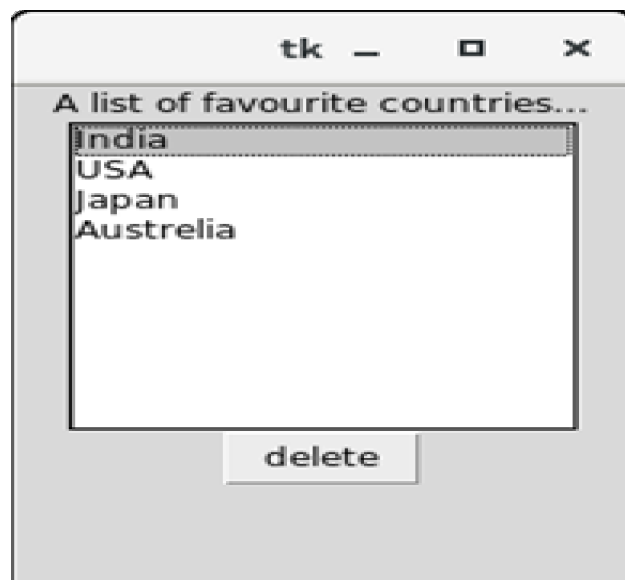 tk
A list of favourite countries...
India
USA
Japan
Austrelia
delete